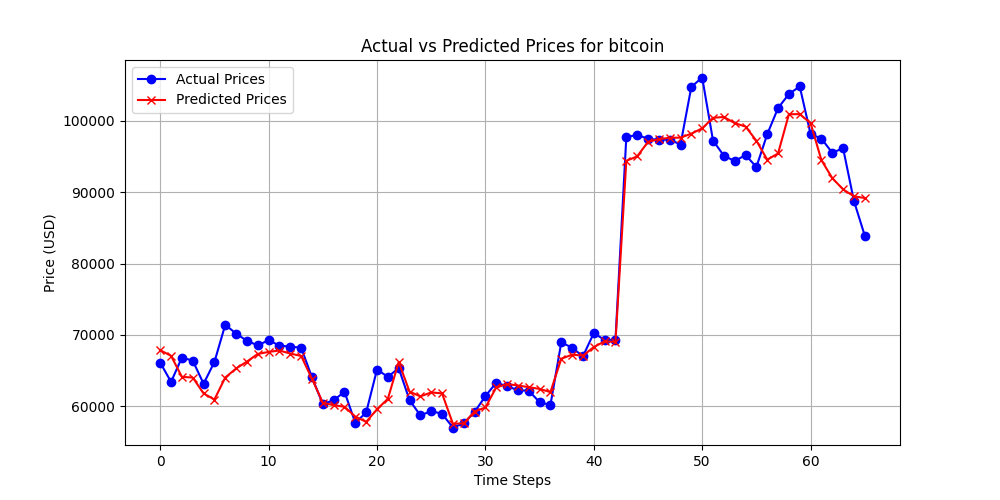 Actual vs Predicted Prices for bitcoin
Actual Prices
Predicted Prices
100000
90000
80000
70000
60000
Price (USD)
0 10 20 30 40 50 60
Time Steps